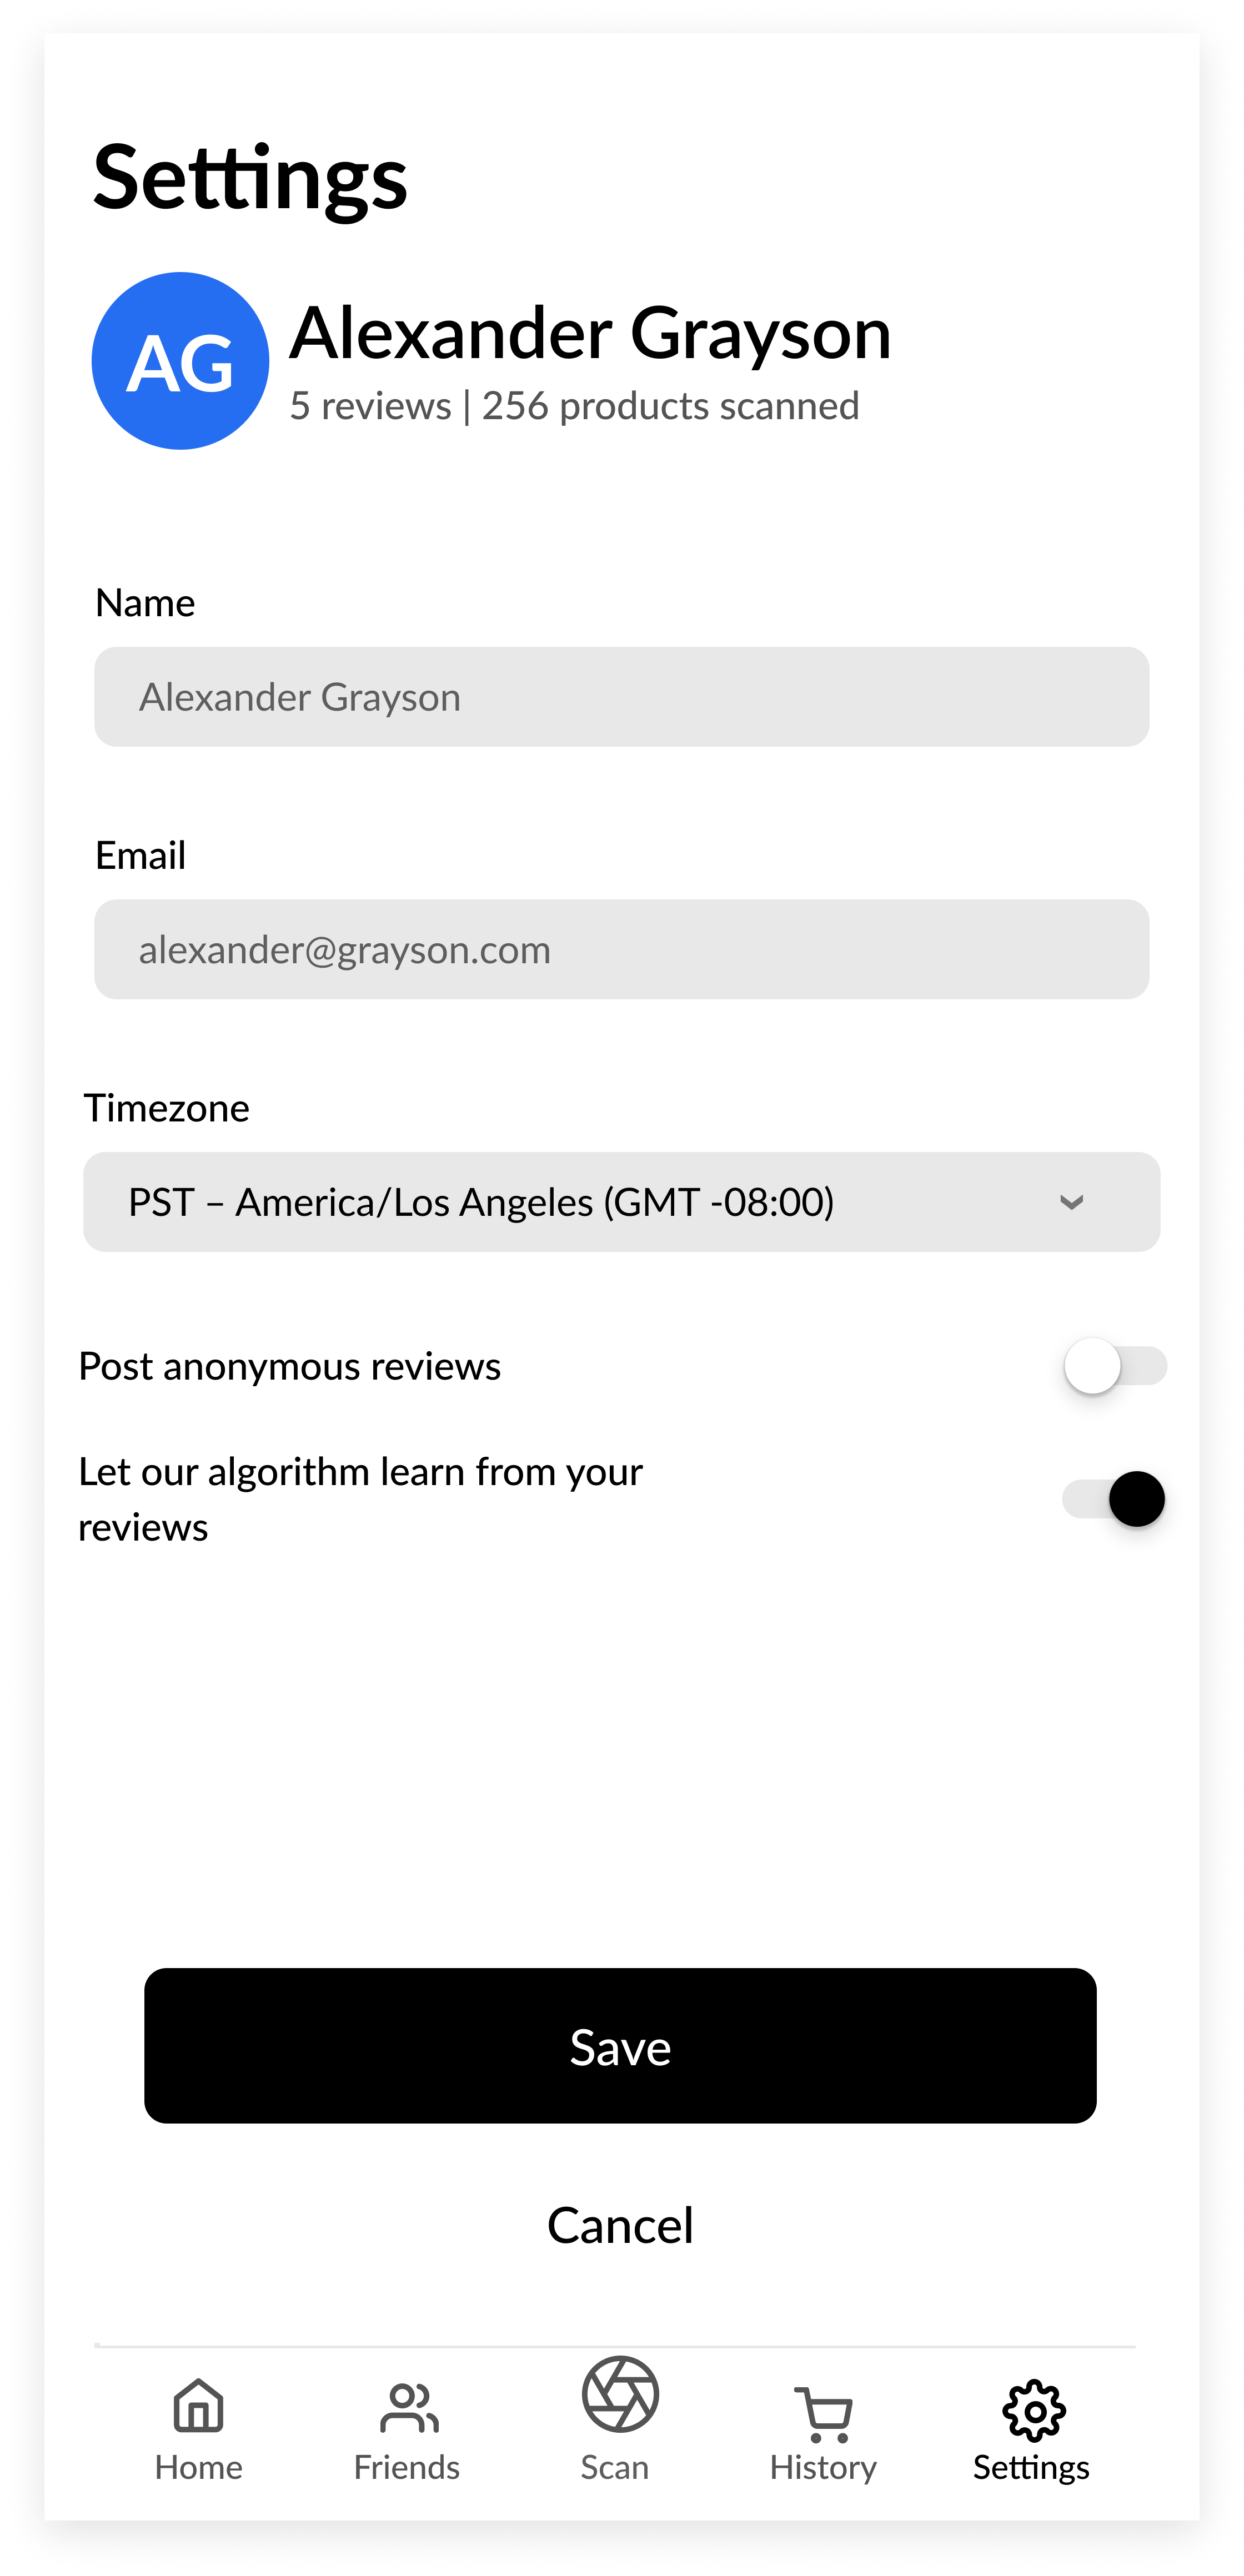 Settings
AG
Alexander Grayson
5 reviews | 256 products scanned
Name
Alexander Grayson
Email
alexander@grayson.com
Timezone
PST – America/Los Angeles (GMT -08:00)
Post anonymous reviews
Let our algorithm learn from your
reviews
Save
Cancel
Home
Friends
Scan
History
Settings